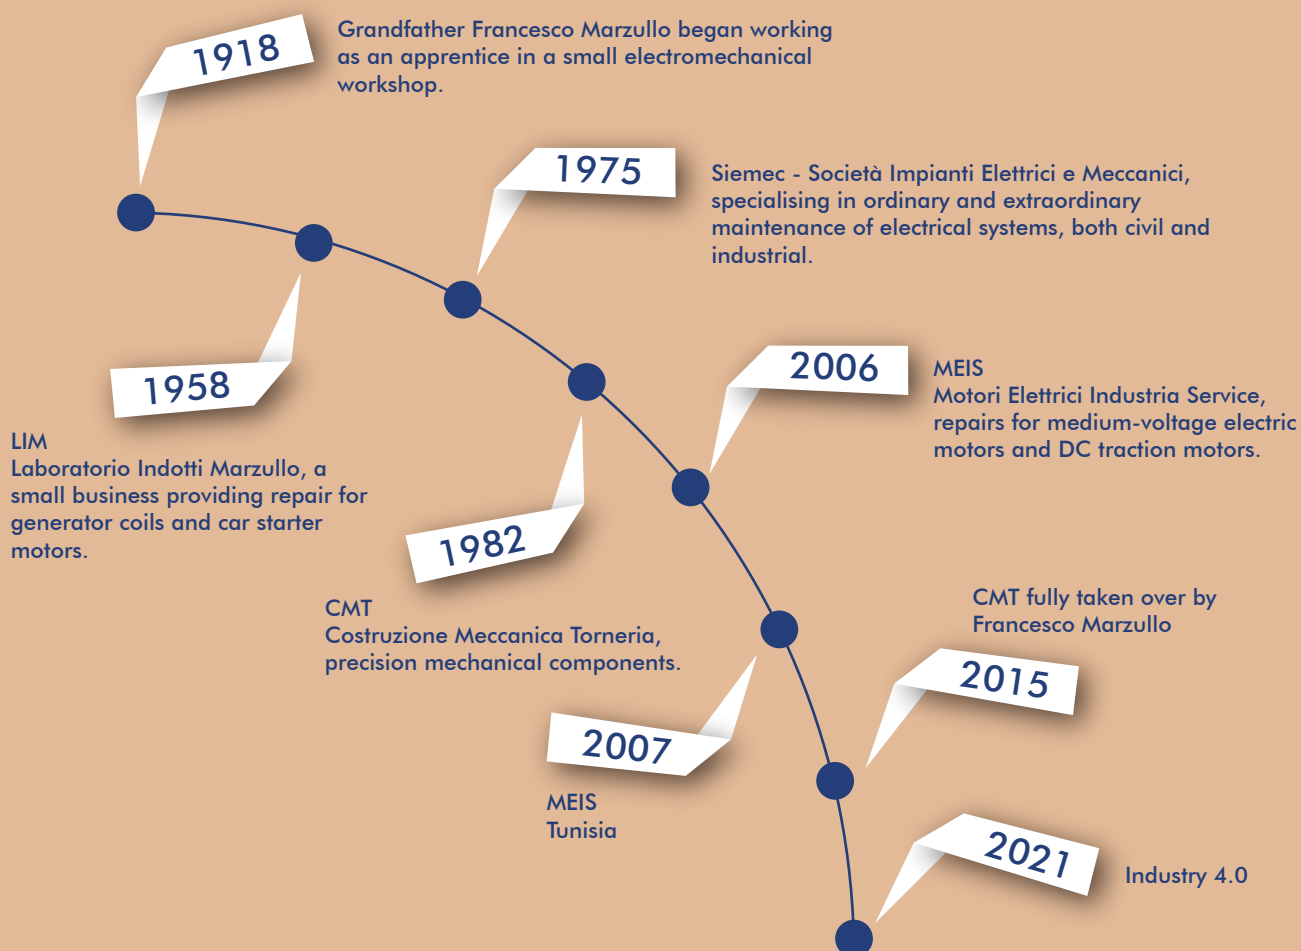 1918
Grandfather Francesco Marzullo began working
as an apprentice in a small electromechanical
workshop.
1958
LIM
Laboratorio Indotti Marzullo, a
small business providing repair for
generator coils and car starter
motors.
1975
Siemec - Società Impianti Elettrici e Meccanici,
specialising in ordinary and extraordinary
maintenance of electrical systems, both civil and
industrial.
1982
CMT
Costruzione Meccanica Torneria,
precision mechanical components.
2006
MEIS
Motori Elettrici Industria Service,
repairs for medium-voltage electric
motors and DC traction motors.
2007
MEIS
Tunisia
CMT fully taken over by
Francesco Marzullo
2015
2021
Industry 4.0